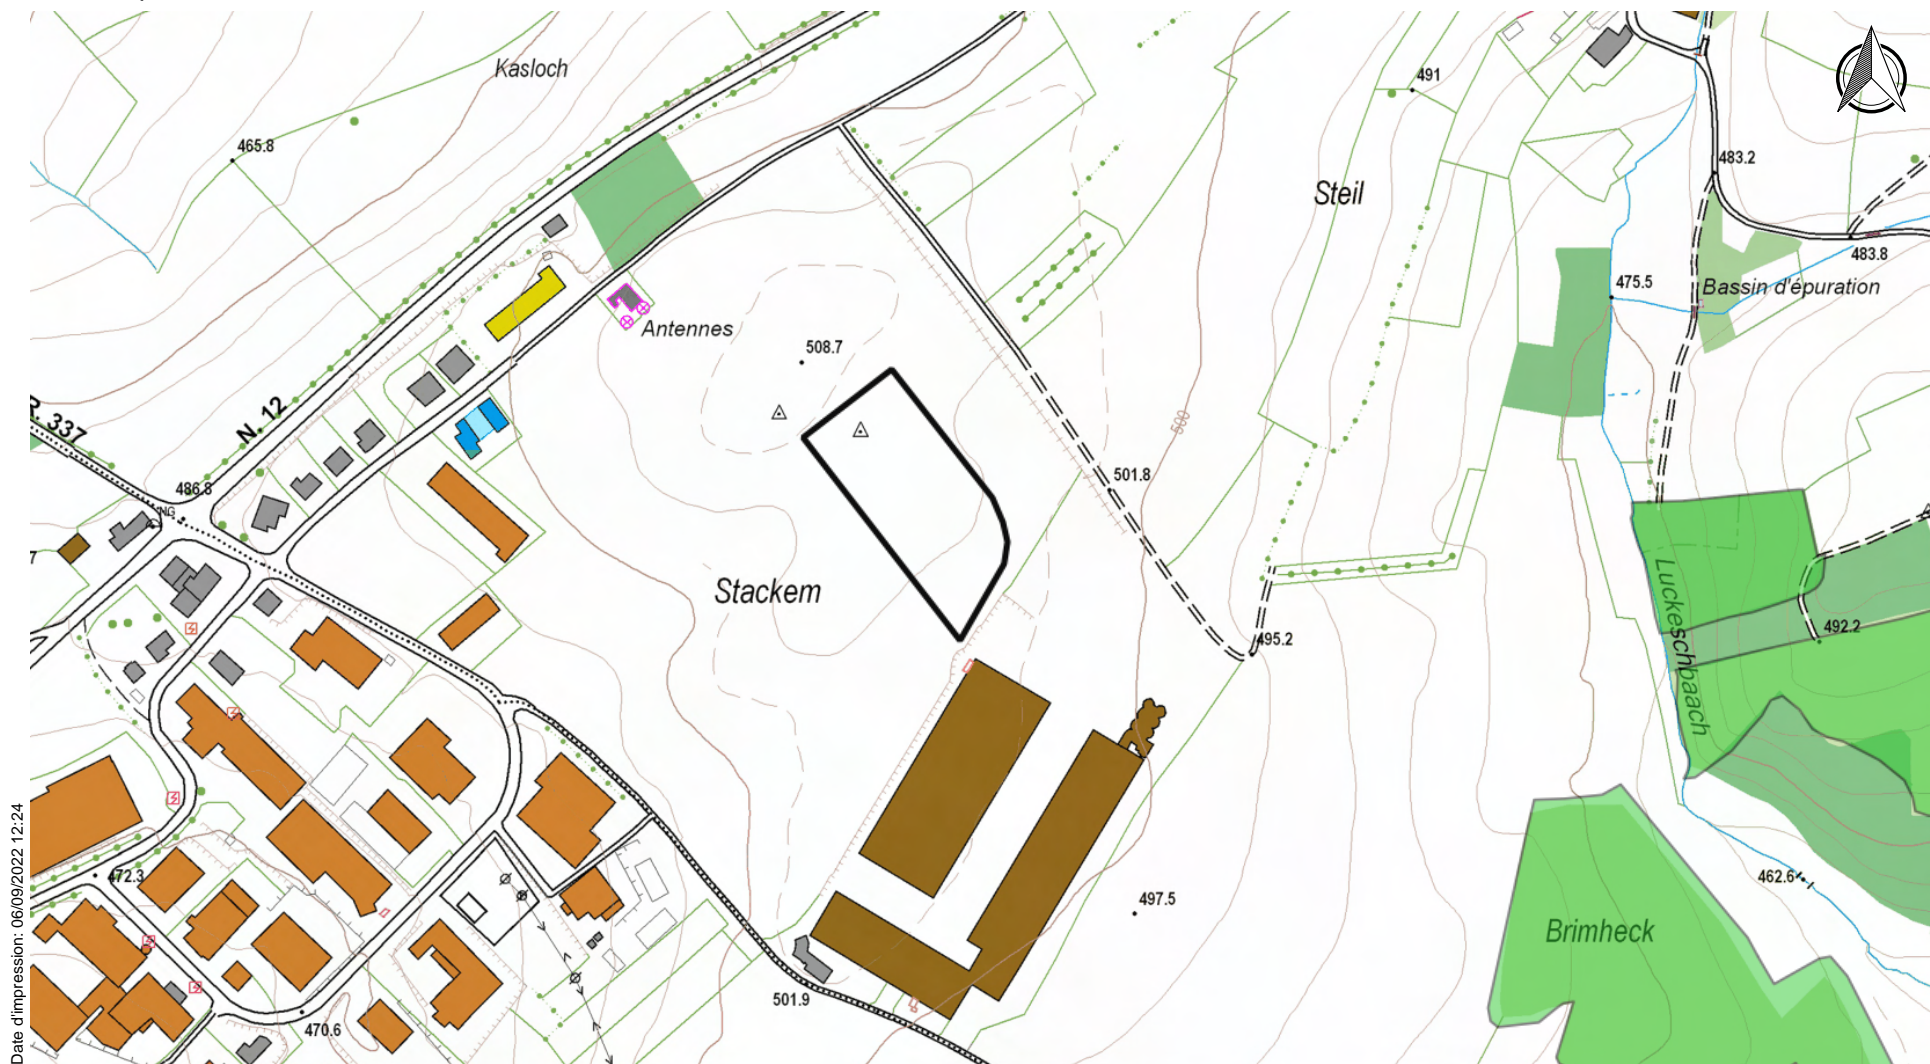 Kasloch
491
465.8
483.2
Steil
483.8
475.5
Bassin d'épuration
Antennes
508.7
R. 337
N. 12
500
501.8
486.8
Stackem
495.2
Luckeschbaach
492.2
472.3
462.6
497.5
Brimheck
501.9
470.6
Date d'impression: 06/09/2022 12:24